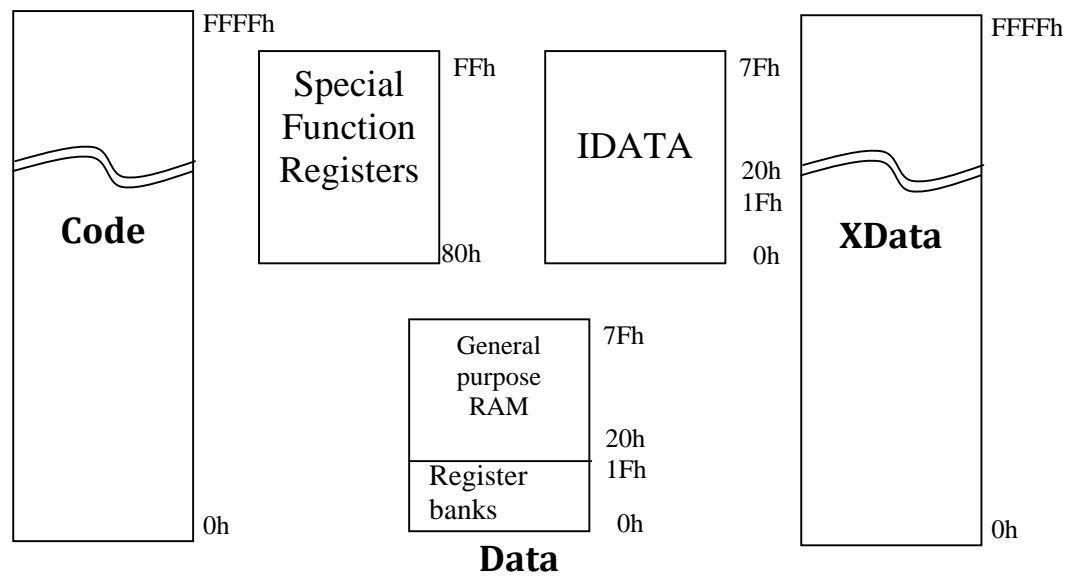 FFFFh
Code
0h
Special
Function
Registers
FFh
80h
IDATA
7Fh
20h
1Fh
0h
FFFFh
XData
0h
General
purpose
RAM
7Fh
20h
Register
banks
1Fh
0h
Data